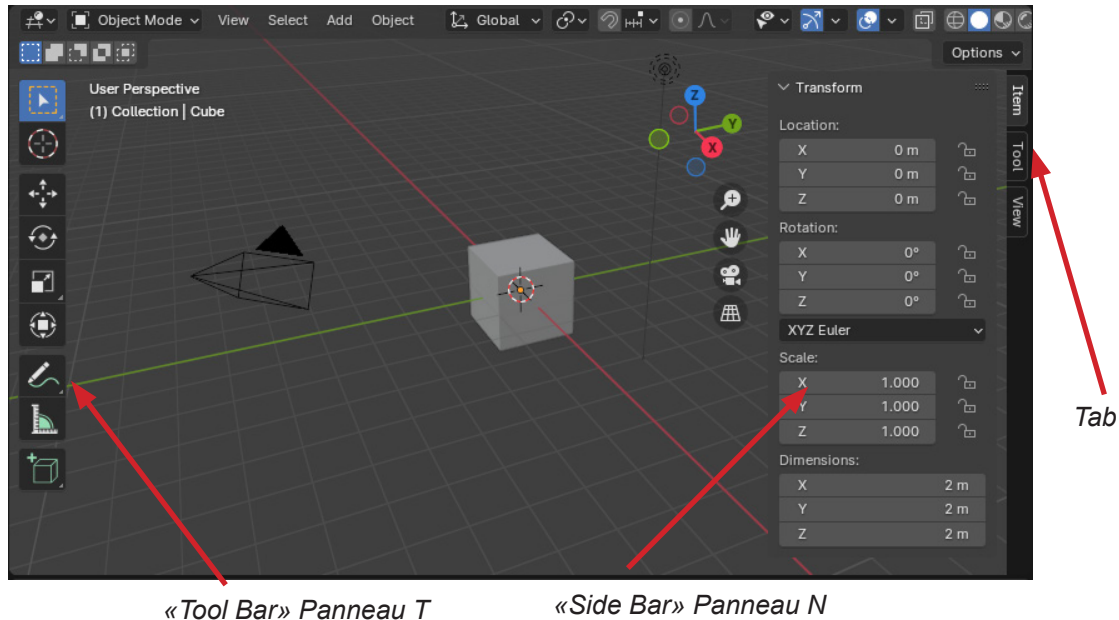 Object Mode View Select Add Object Global
Options
User Perspective
(1) Collection | Cube
Z
Y
X
Transform
Location:
X 0 m
Y 0 m
Z 0 m
Rotation:
X 0°
Y 0°
Z 0°
XYZ Euler
Scale:
X 1.000
Y 1.000
Z 1.000
Dimensions:
X 2 m
Y 2 m
Z 2 m
Item
Tool
View
Tab
«Tool Bar» Panneau T
«Side Bar» Panneau N